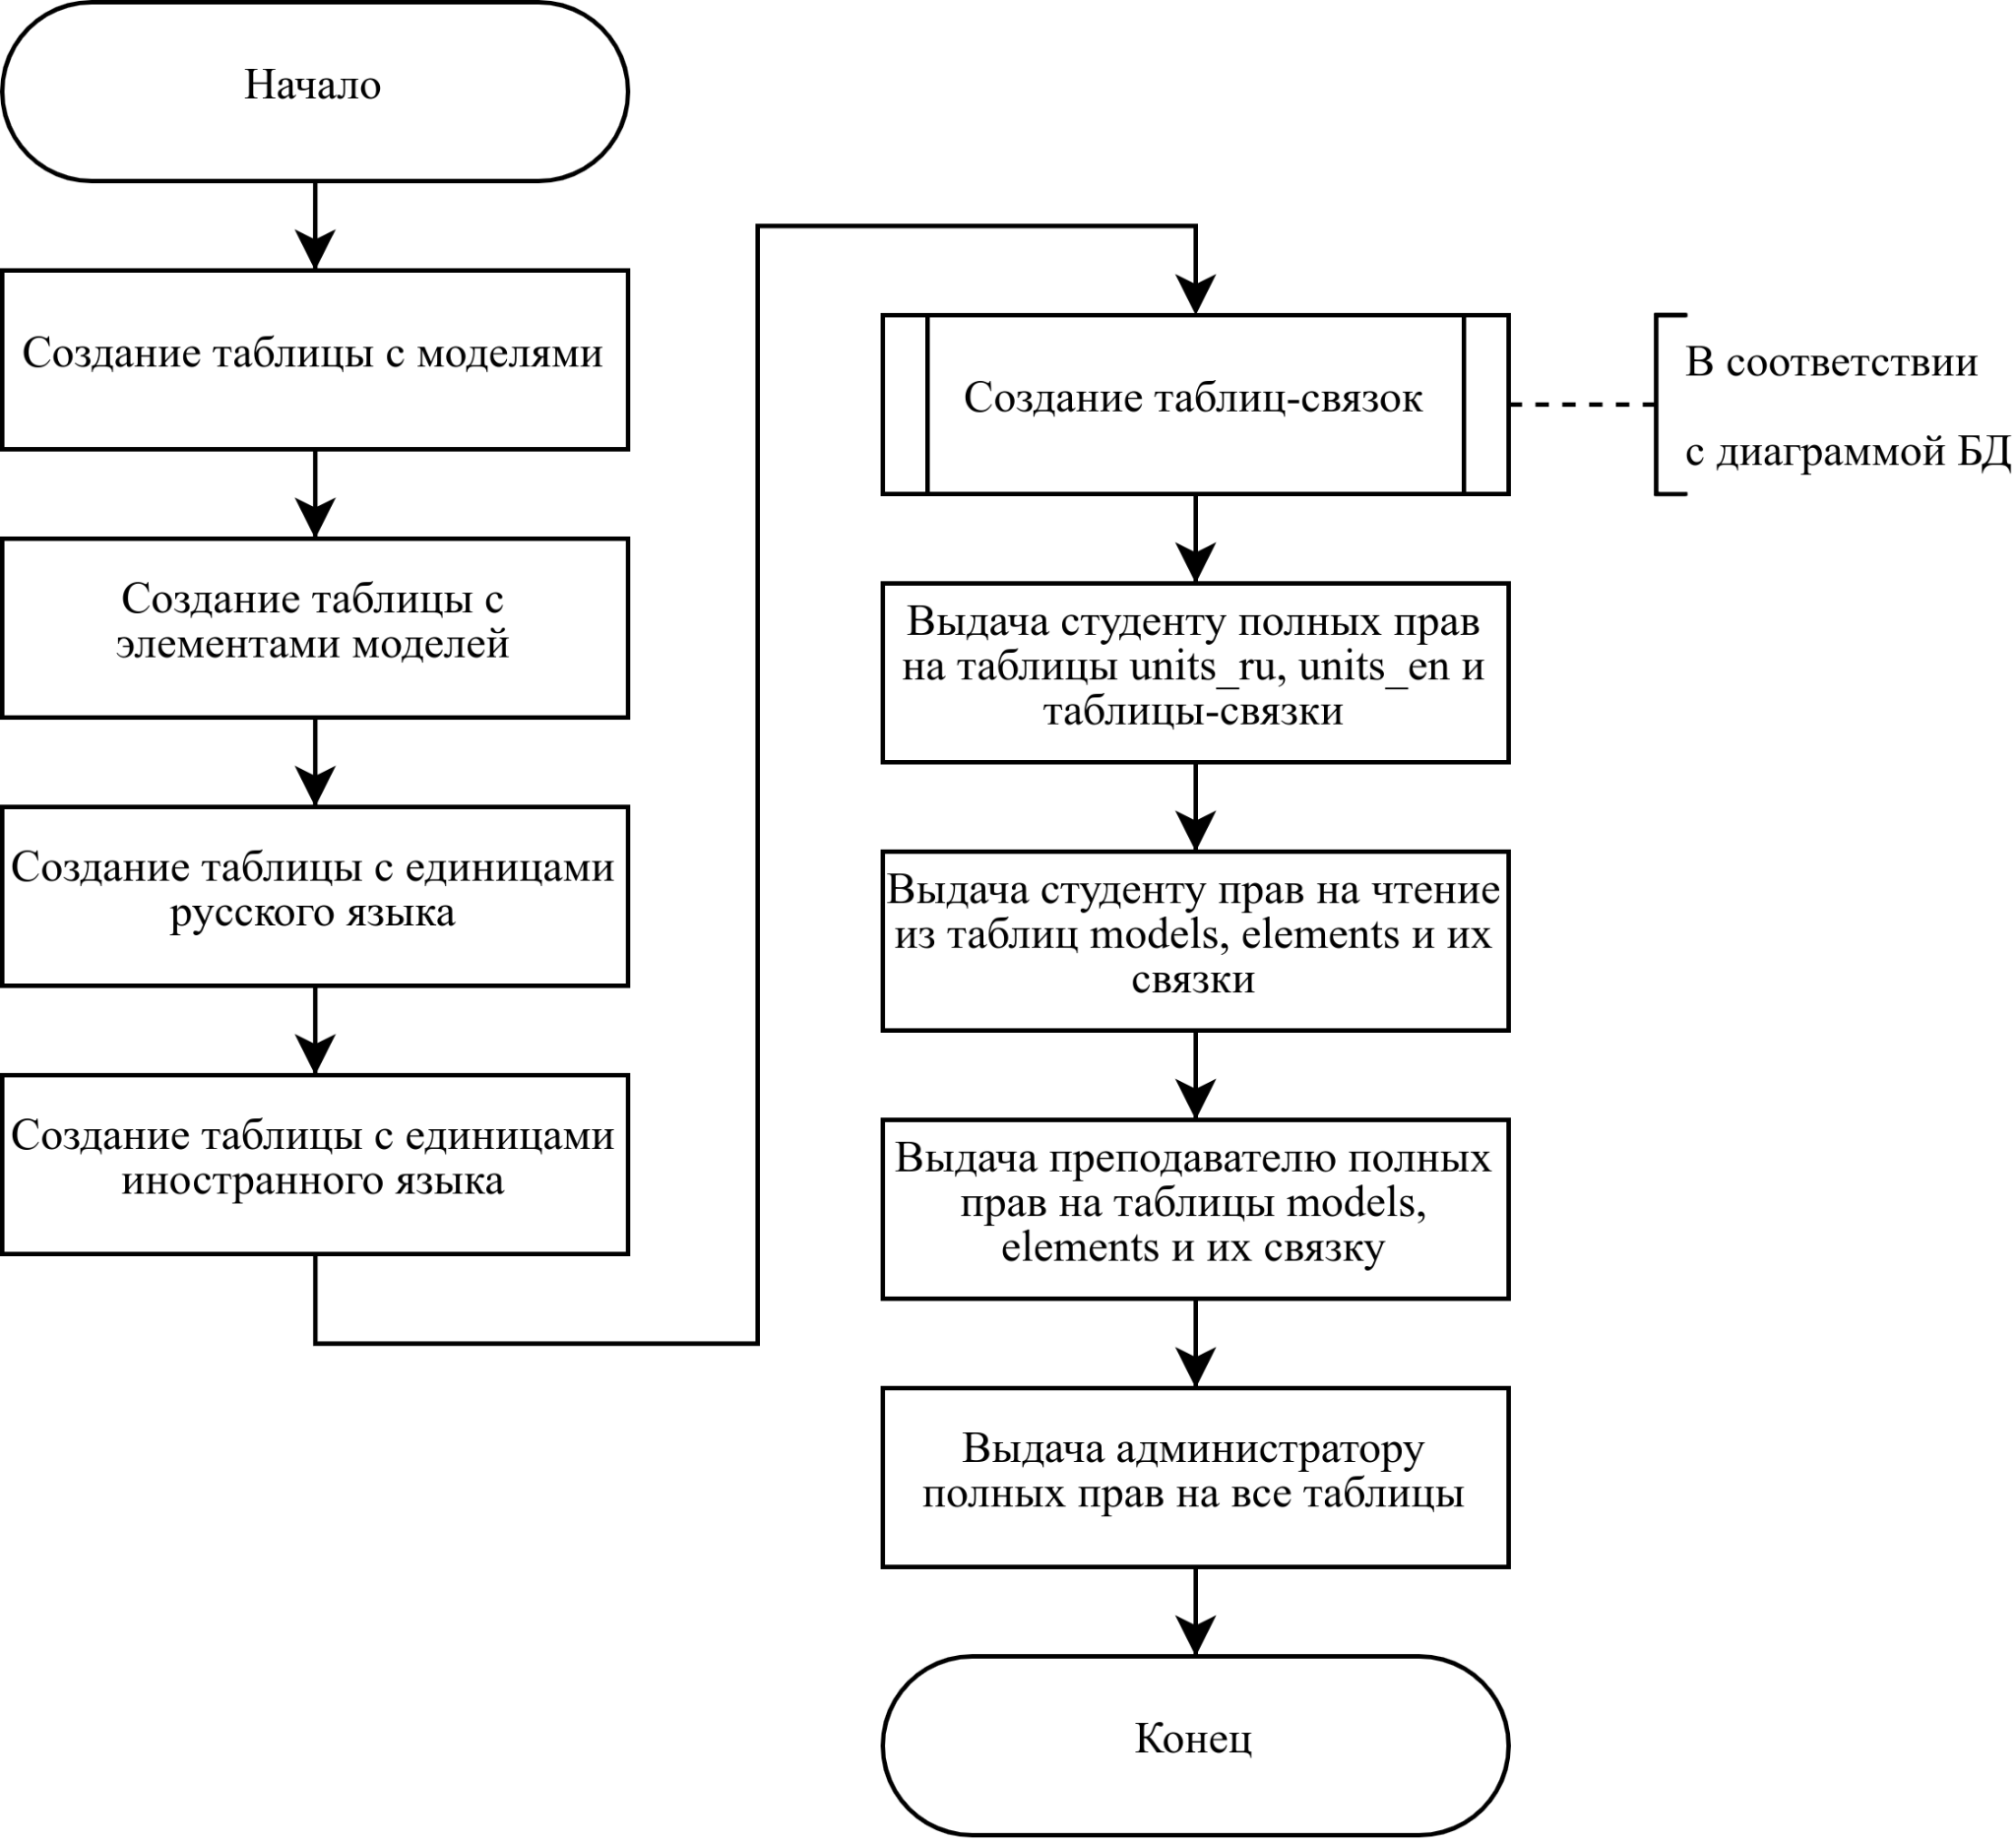 Начало
Создание таблицы с моделями
Создание таблицы с
элементами моделей
Создание таблицы с единицами
русского языка
Создание таблицы с единицами
иностранного языка
Создание таблиц-связок
В соответствии
с диаграммой БД
Выдача студенту полных прав
на таблицы units_ru, units_en и
таблицы-связки
Выдача студенту прав на чтение
из таблиц models, elements и их
связки
Выдача преподавателю полных
прав на таблицы models,
elements и их связку
Выдача администратору
полных прав на все таблицы
Конец